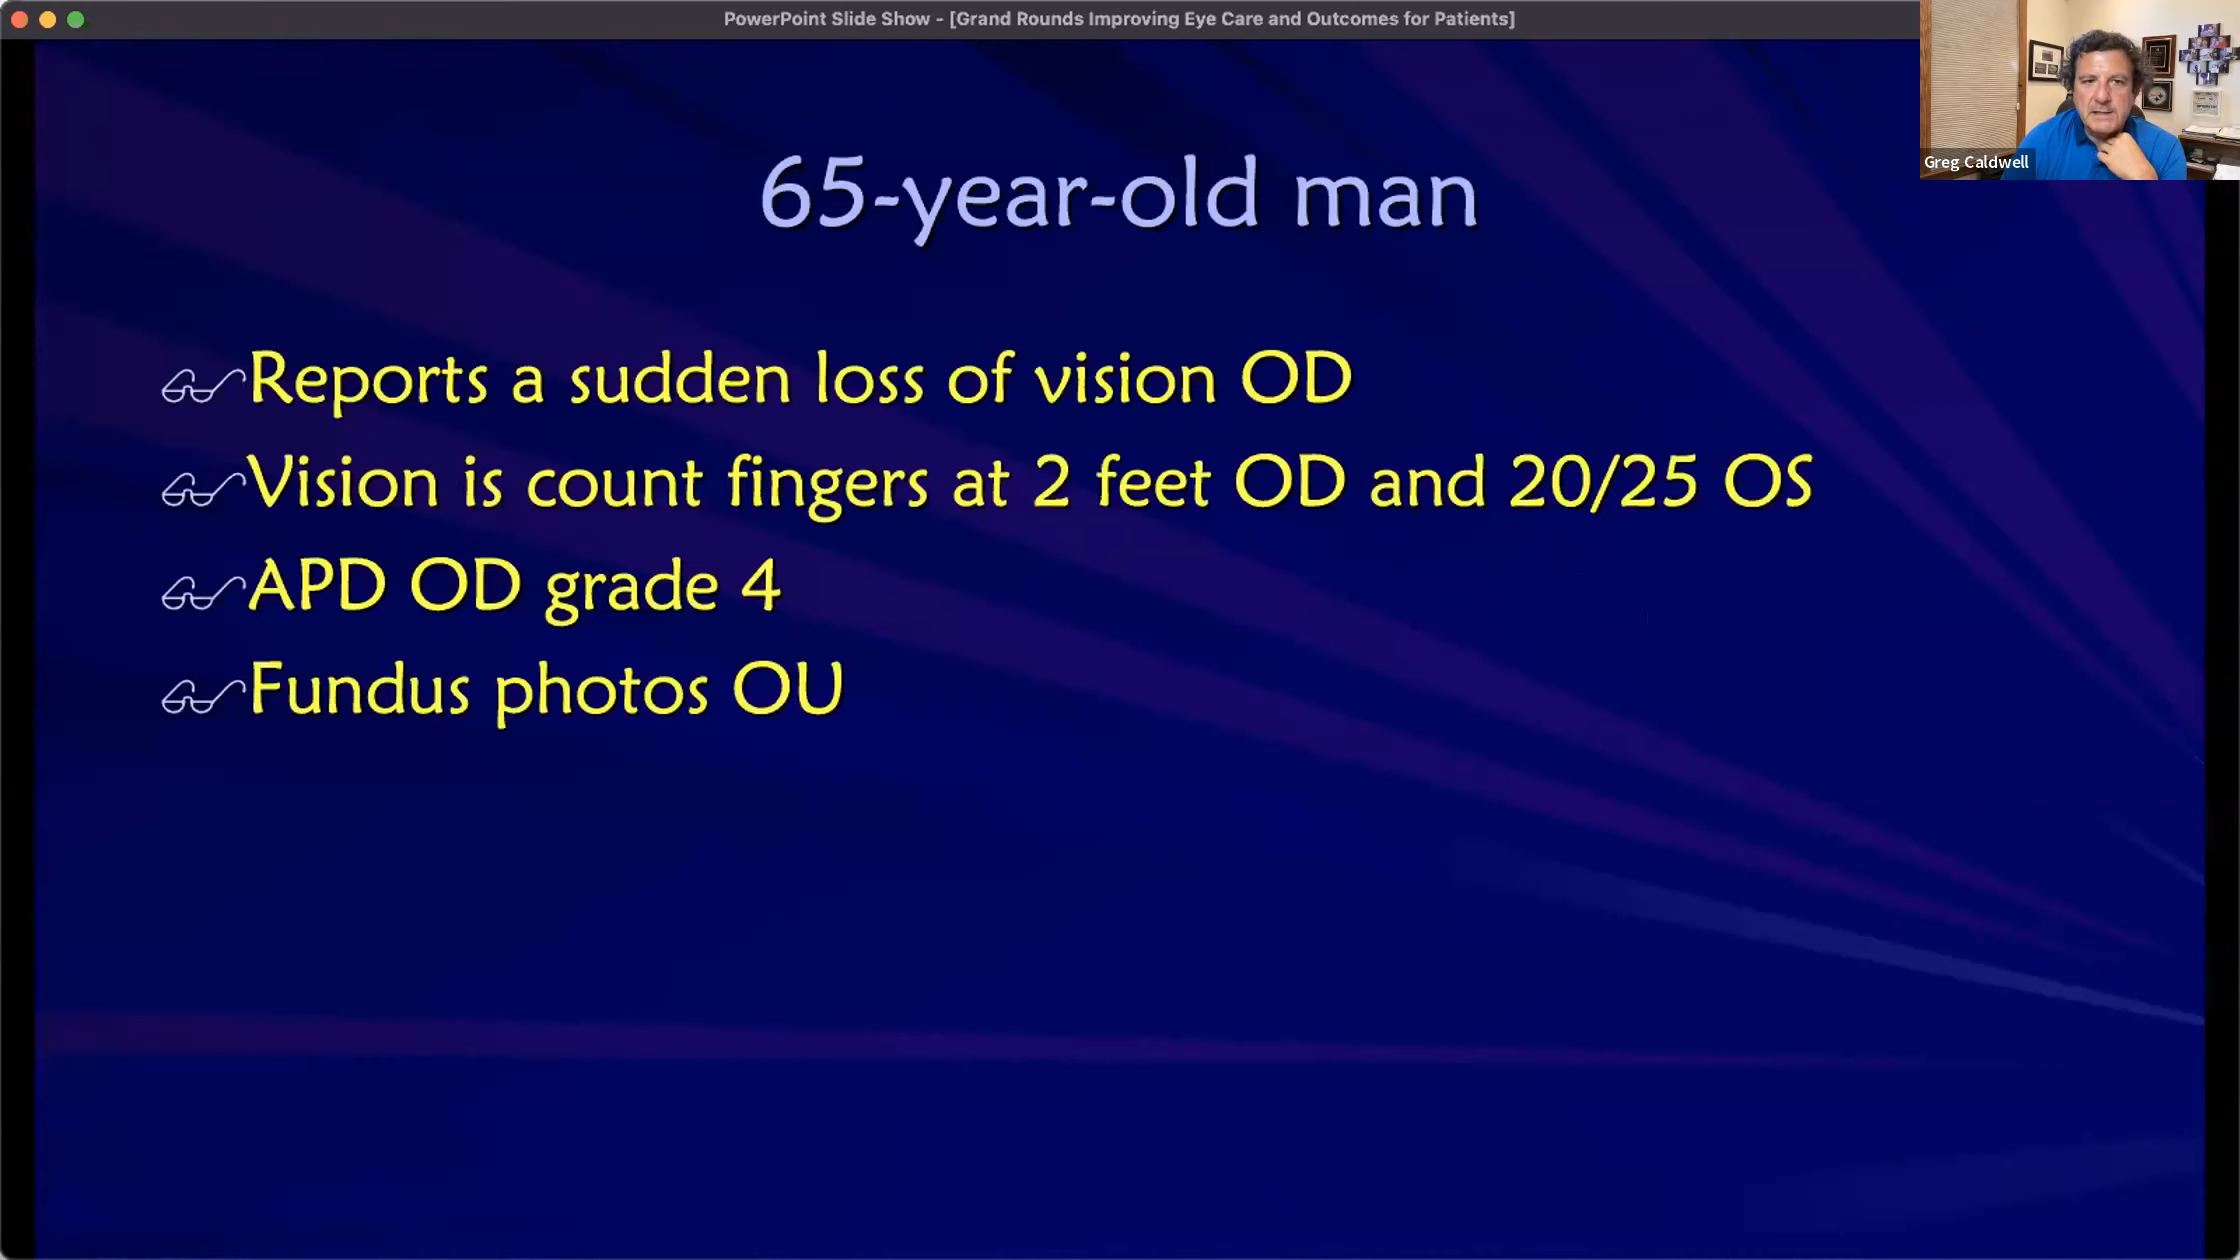 PowerPoint Slide Show - [Grand Rounds Improving Eye Care and Outcomes for Patients]
Greg Caldwell
65-year-old man
Reports a sudden loss of vision OD
Vision is count fingers at 2 feet OD and 20/25 OS
APD OD grade 4
Fundus photos OU